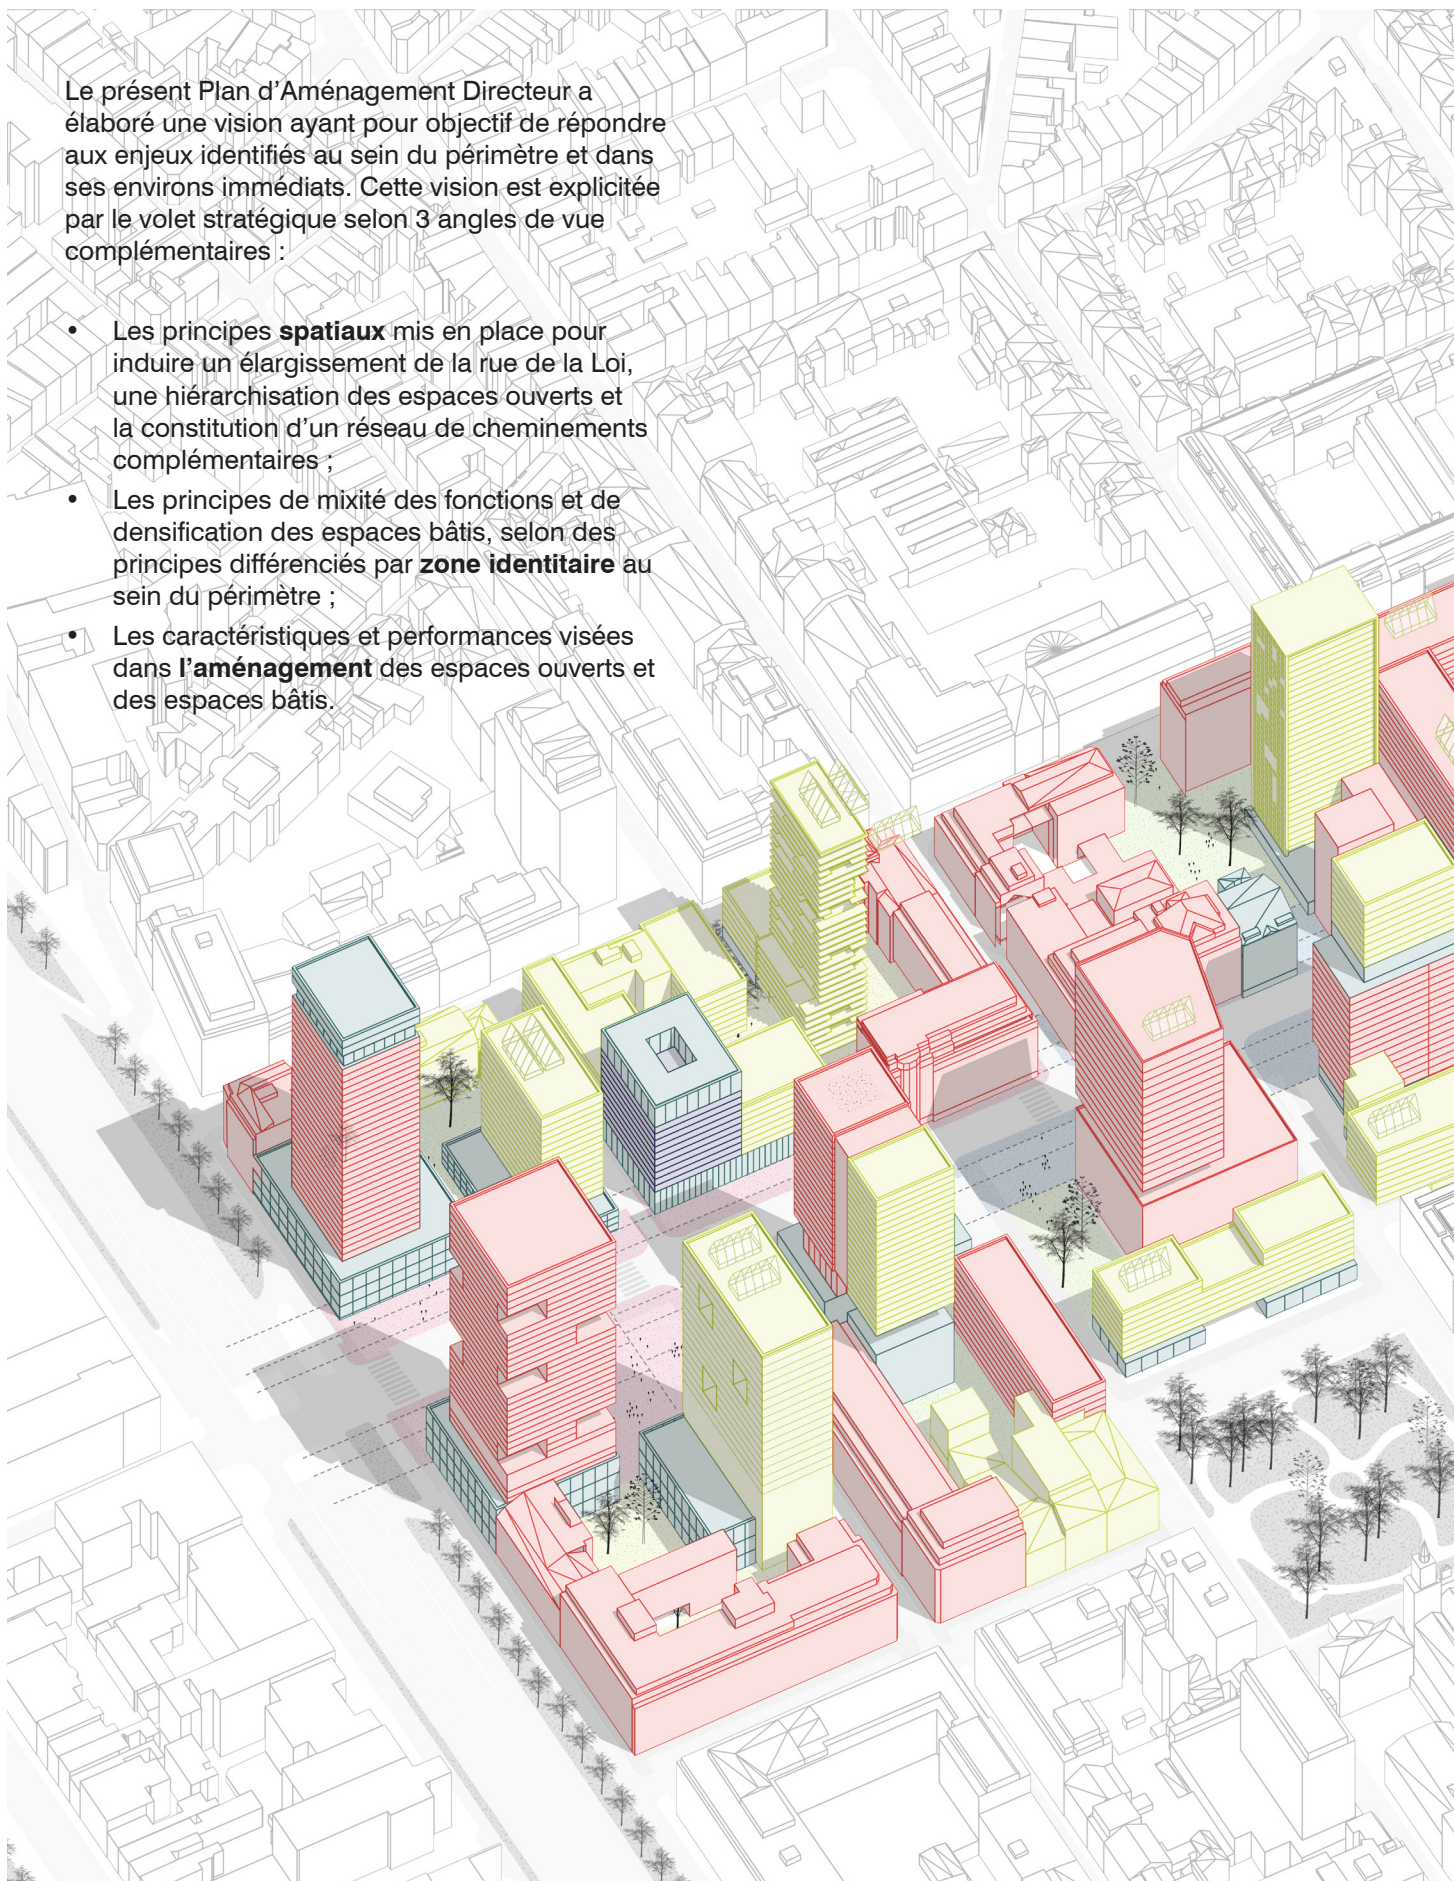 Le présent Plan d’Aménagement Directeur a
élaboré une vision ayant pour objectif de répondre
aux enjeux identifiés au sein du périmètre et dans
ses environs immédiats. Cette vision est explicitée
par le volet stratégique selon 3 angles de vue
complémentaires :
• Les principes spatiaux mis en place pour
induire un élargissement de la rue de la Loi,
une hiérarchisation des espaces ouverts et
la constitution d’un réseau de cheminements
complémentaires ;
• Les principes de mixité des fonctions et de
densification des espaces bâtis, selon des
principes différenciés par zone identitaire au
sein du périmètre ;
• Les caractéristiques et performances visées
dans l’aménagement des espaces ouverts et
des espaces bâtis.